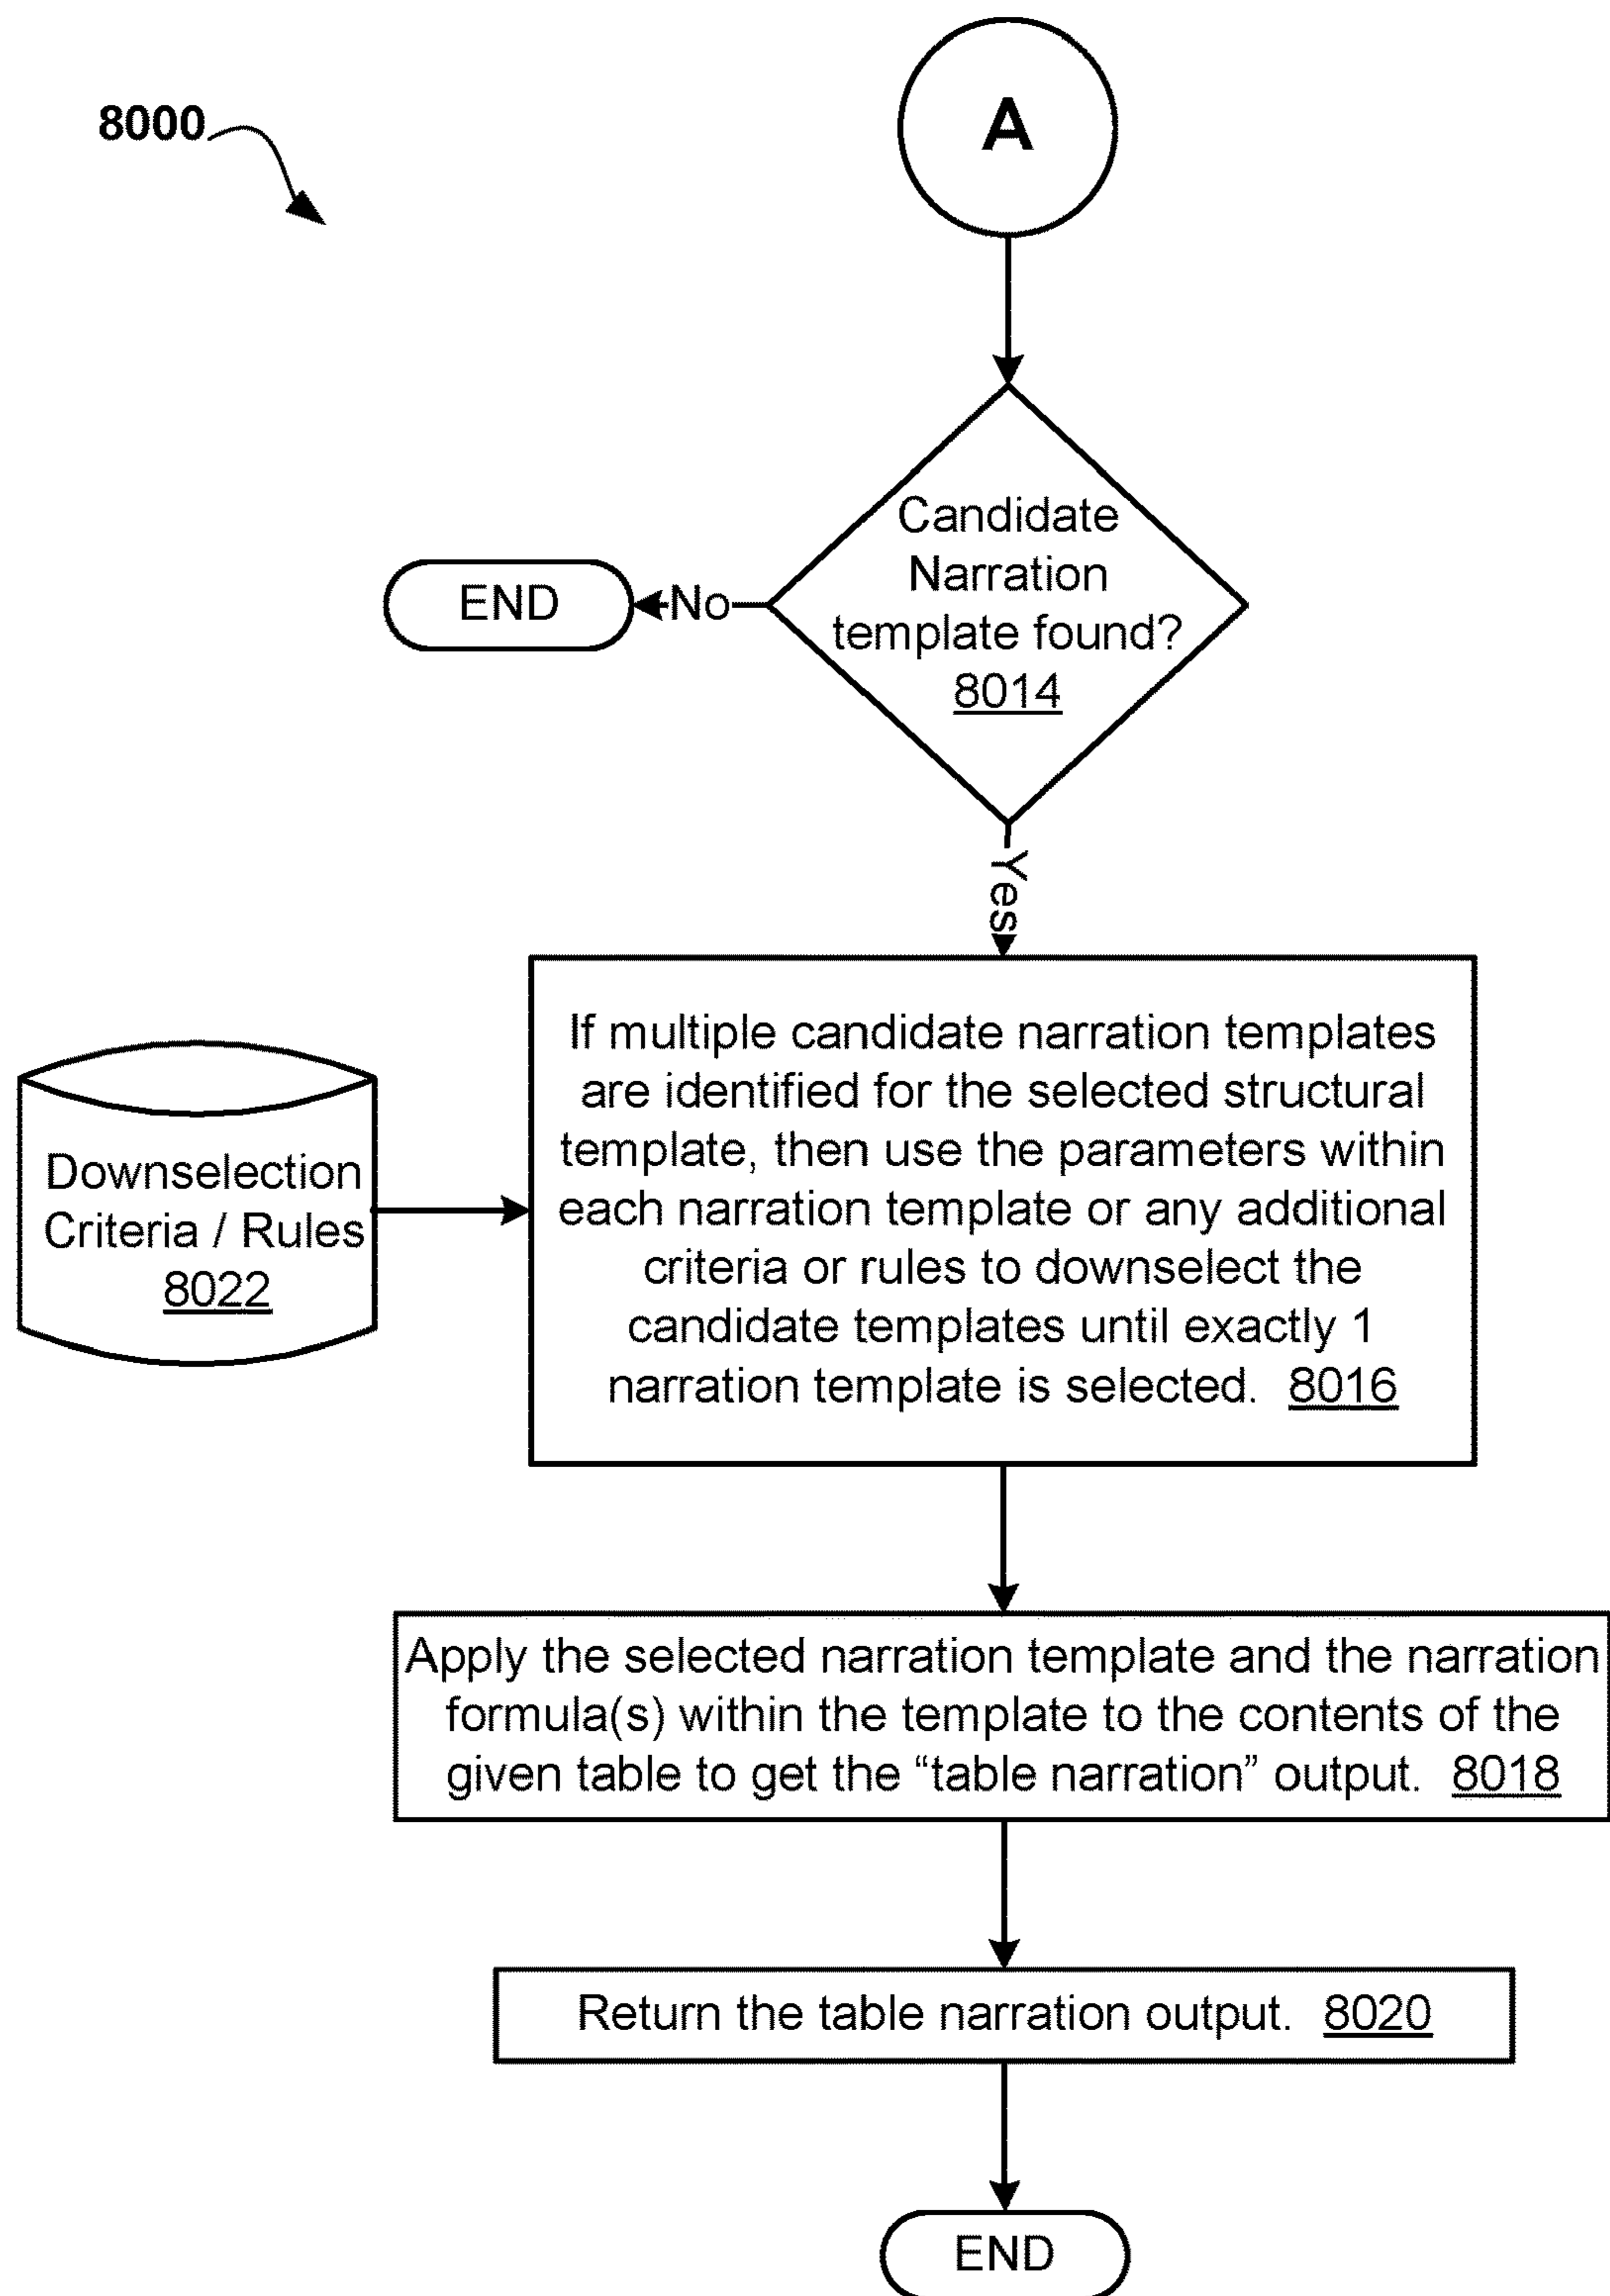 8000
A
Candidate
Narration
template found?
8014
No
END
Yes
If multiple candidate narration templates
are identified for the selected structural
template, then use the parameters within
each narration template or any additional
criteria or rules to downselect the
candidate templates until exactly 1
narration template is selected. 8016
Downselection
Criteria / Rules
8022
Apply the selected narration template and the narration
formula(s) within the template to the contents of the
given table to get the “table narration” output. 8018
Return the table narration output. 8020
END